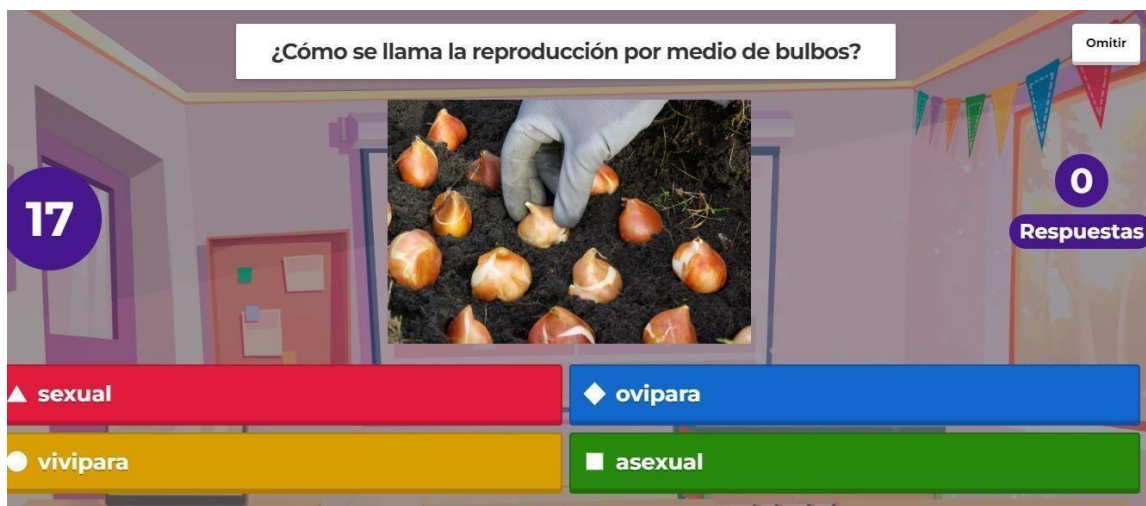 ¿Cómo se llama la reproducción por medio de bulbos?
Omitir
17
0
Respuestas
sexual
ovipara
vivipara
asexual